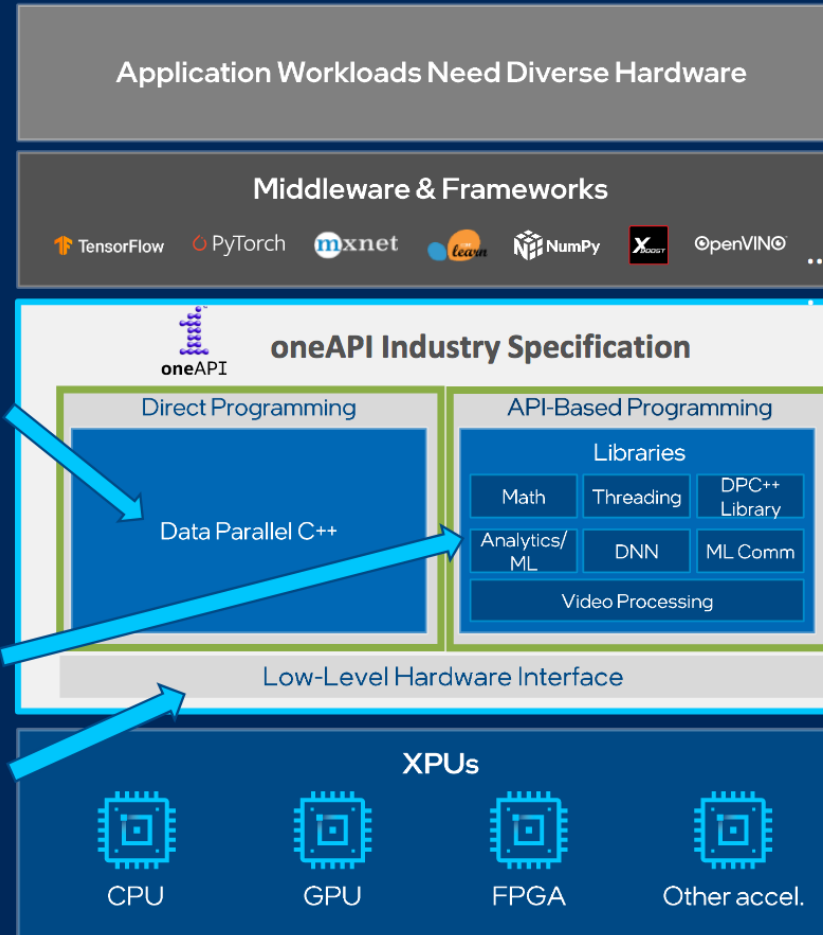 Application Workloads Need Diverse Hardware
Middleware & Frameworks
TensorFlow
PyTorch
mxnet
learn
NumPy
XBOOST
OpenVINO
...
oneAPI
oneAPI Industry Specification
Direct Programming
Data Parallel C++
API-Based Programming
Libraries
Math
Threading
DPC++
Library
Analytics/
ML
DNN
ML Comm
Video Processing
Low-Level Hardware Interface
XPUs
CPU
GPU
FPGA
Other accel.